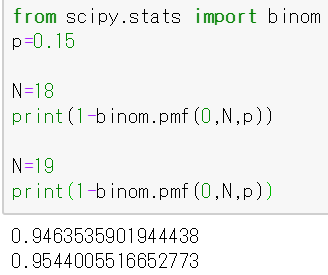 from scipy.stats import binom
p=0.15
N=18
print(1-binom.pmf(0,N,p))
N=19
print(1-binom.pmf(0,N,p))
0.9463535901944438
0.9544005516652773